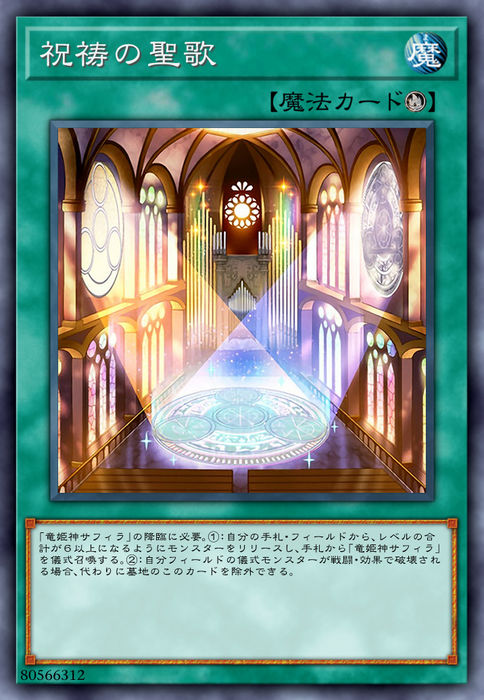 祝祷の聖歌
魔
【魔法カード】
「竜姫神サフィラ」の降臨に必要。①:自分の手札・フィールドから、レベルの合
計が6以上になるようにモンスターをリリースし、手札から「竜姫神サフィラ」
を儀式召喚する。②:自分フィールドの儀式モンスターが戦闘・効果で破壊され
る場合、代わりに墓地のこのカードを除外できる。
80566312